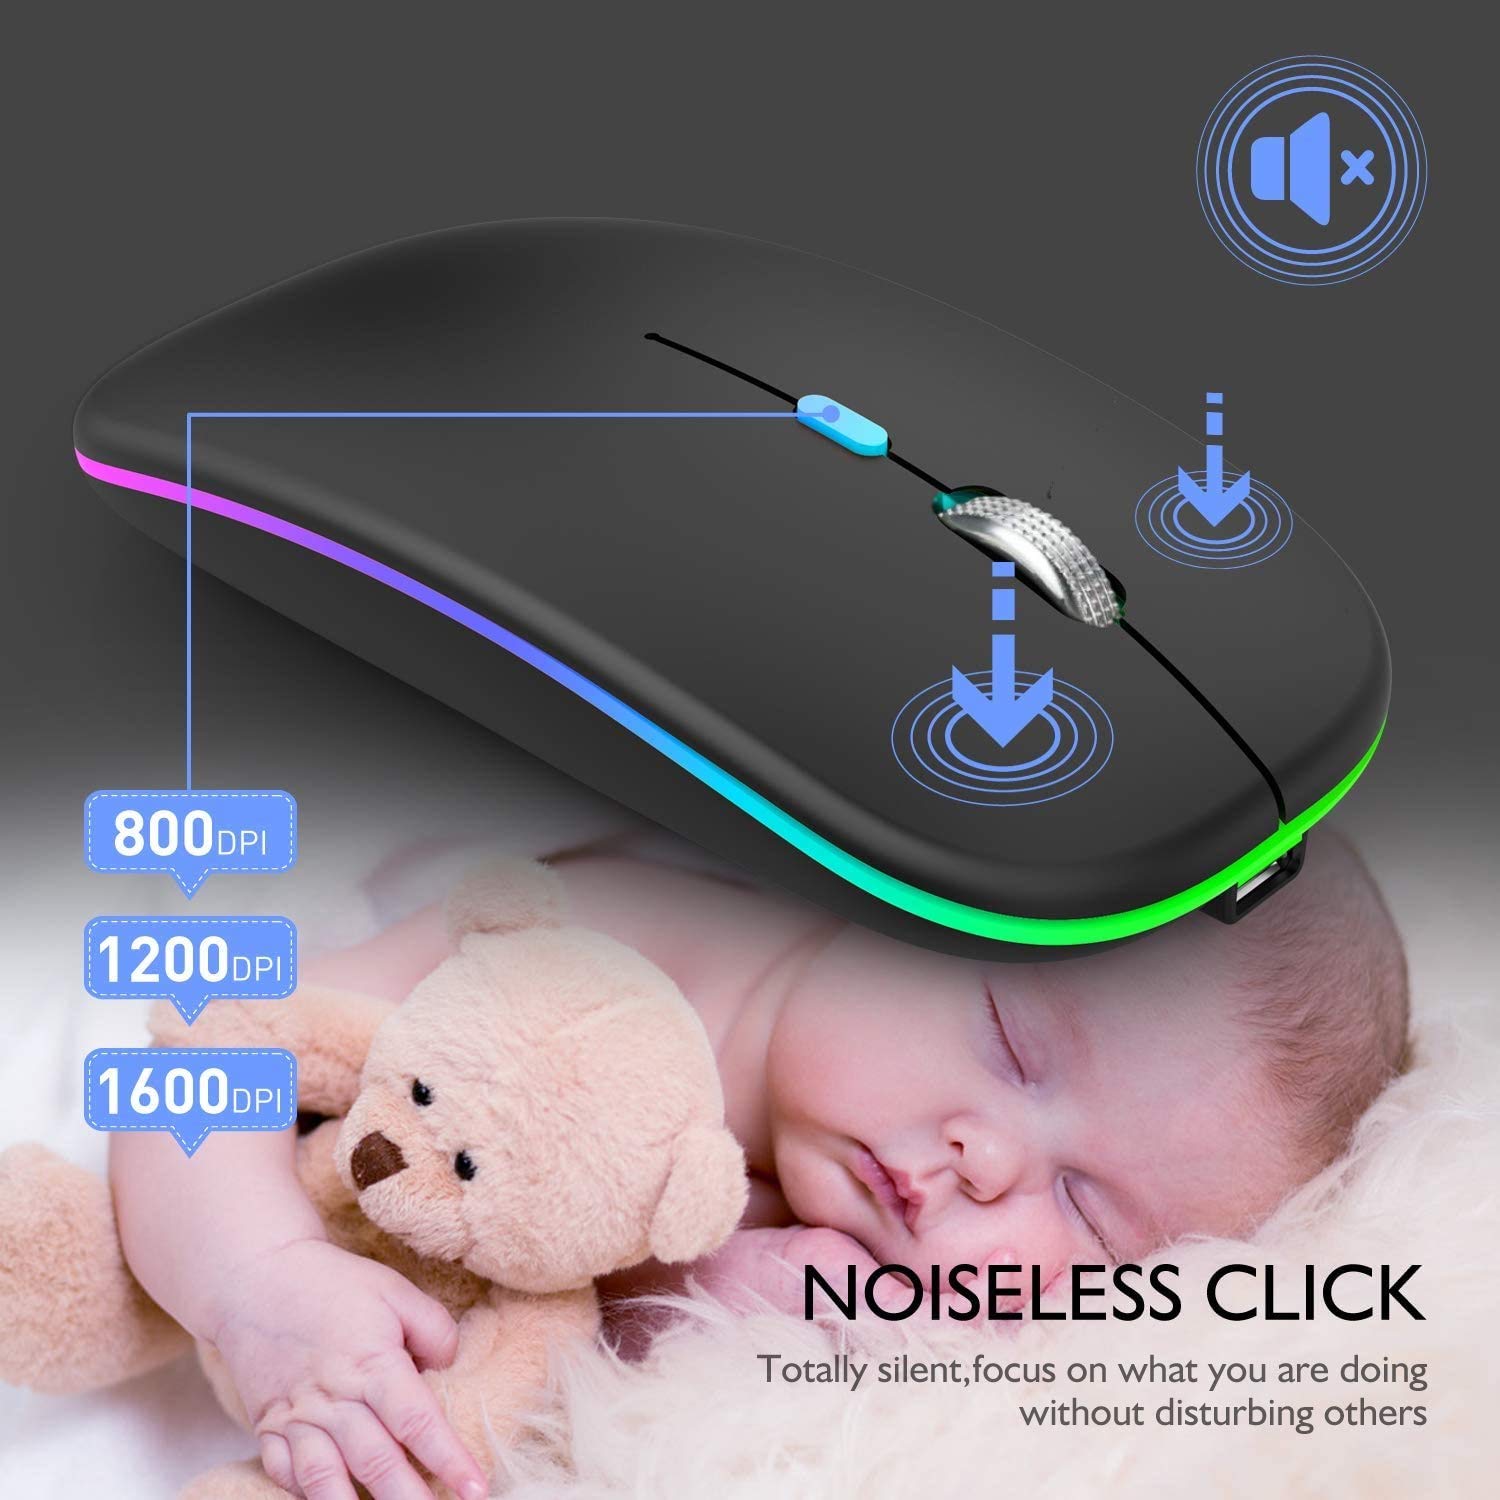 800DPI
1200DPI
1600DPI
NOISELESS CLICK
Totally silent,focus on what you are doing
without disturbing others